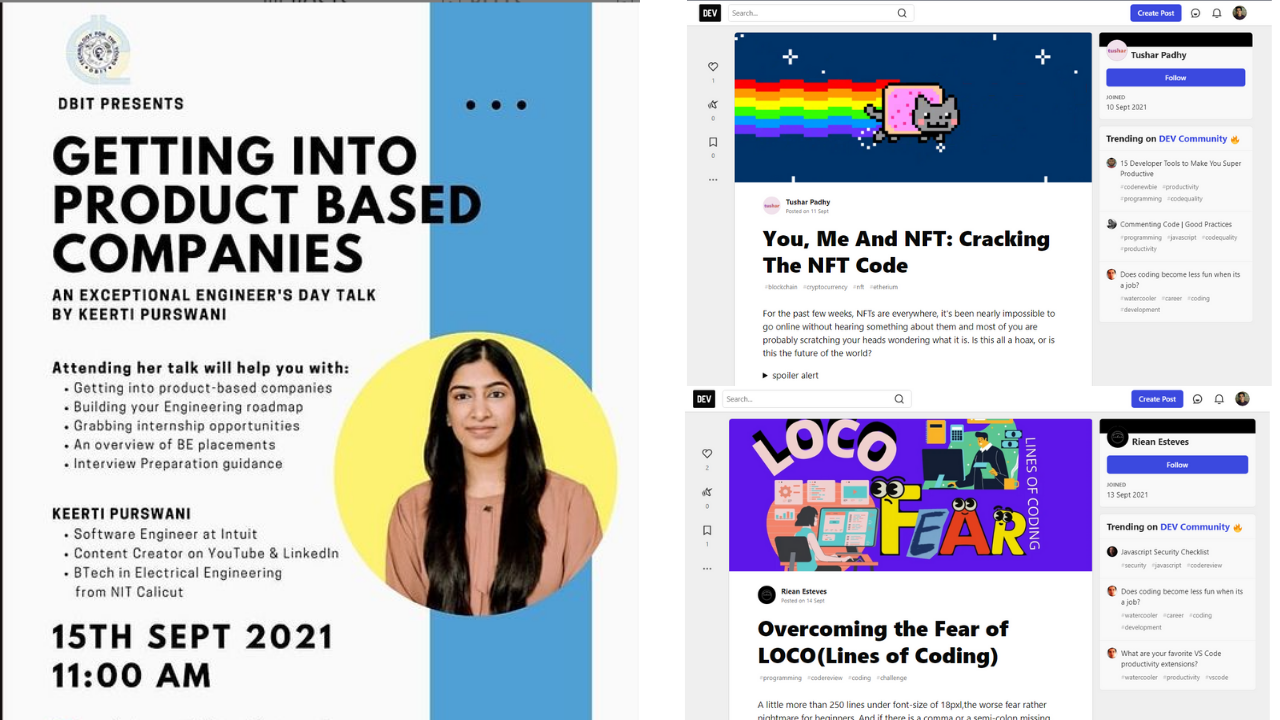 DBIT PRESENTS
GETTING INTO
PRODUCT BASED
COMPANIES
AN EXCEPTIONAL ENGINEER'S DAY TALK
BY KEERTI PURSWANI
Attending her talk will help you with:
• Getting into product-based companies
• Building your Engineering roadmap
• Grabbing internship opportunities
• An overview of BE placements
• Interview Preparation guidance
KEERTI PURSWANI
• Software Engineer at Intuit
• Content Creator on YouTube & LinkedIn
• BTech in Electrical Engineering
from NIT Calicut
15TH SEPT 2021
11:00 AM
DEV
Search...
Create Post
1
0
0
Tushar Padhy
Posted on 11 Sept
You, Me And NFT: Cracking
The NFT Code
#blockchain #cryptocurrency #nft #etherium
For the past few weeks, NFTs are everywhere, it's been nearly impossible to
go online without hearing something about them and most of you are
probably scratching your heads wondering what it is. Is this all a hoax, or is
this the future of the world?
▶ spoiler alert
tushar
Tushar Padhy
Follow
JOINED
10 Sept 2021
Trending on DEV Community 🔥
15 Developer Tools to Make You Super
Productive
#codenewbie #productivity
#programming #codequality
Commenting Code | Good Practices
#programming #javascript #codequality
#productivity
Does coding become less fun when its
a job?
#watercooler #career #coding
#development
DEV
Search...
Create Post
2
0
1
LOCO
FEAR
LINES OF CODING
Riean Esteves
Posted on 14 Sept
Overcoming the Fear of
LOCO(Lines of Coding)
#programming #codereview #coding #challenge
A little more than 250 lines under font-size of 18pxl,the worse fear rather
nightmare for beginners. And if there is a comma or a semi-colon missing
Riean Esteves
Follow
JOINED
13 Sept 2021
Trending on DEV Community 🔥
Javascript Security Checklist
#security #javascript #codereview
Does coding become less fun when its
a job?
#watercooler #career #coding
#development
What are your favorite VS Code
productivity extensions?
#watercooler #productivity #vscode